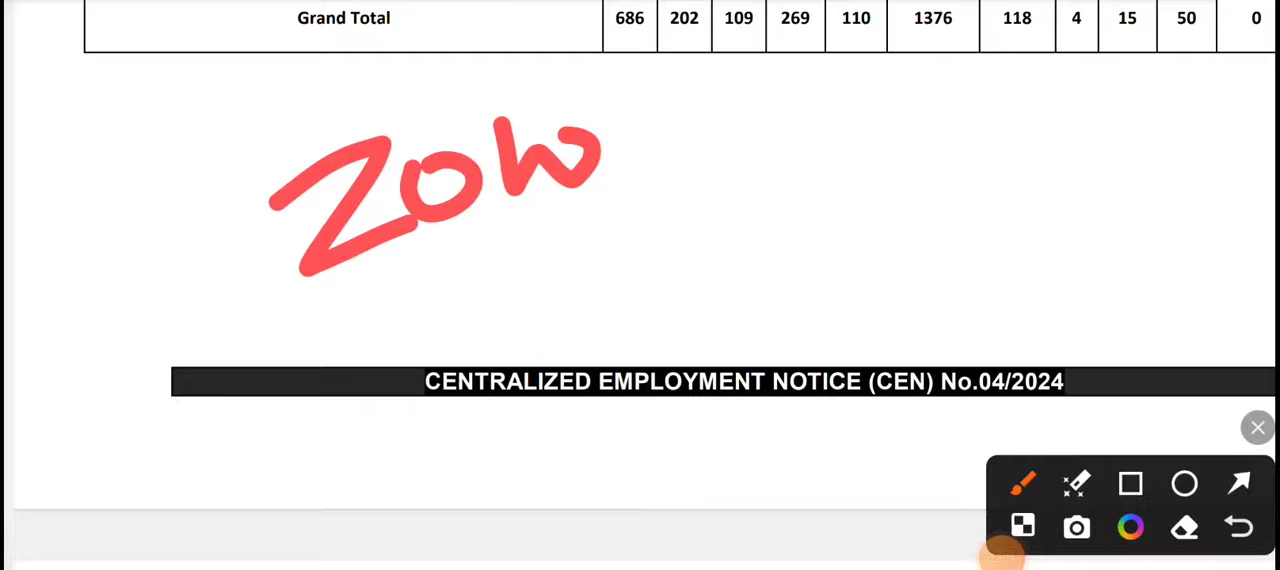 Grand Total 686 202 109 269 110 1376 118 4 15 50 0
CENTRALIZED EMPLOYMENT NOTICE (CEN) No.04/2024